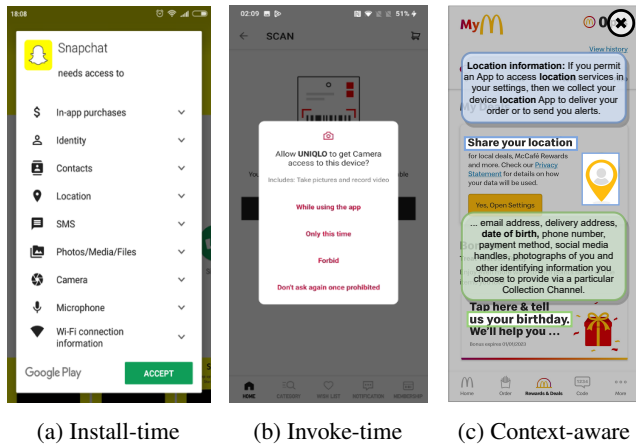 18:08
Snapchat
needs access to
In-app purchases
Identity
Contacts
Location
SMS
Photos/Media/Files
Camera
Microphone
Wi-Fi connection
information
Google Play
ACCEPT
(a) Install-time
02:09
51%
SCAN
Allow UNIQLO to get Camera
access to this device?
Includes: Take pictures and record video
While using the app
Only this time
Forbid
Don't ask again once prohibited
HOME
CATEGORY
WISH LIST
NOTIFICATION
MEMBERSHIP
(b) Invoke-time
My
0
View history
Location information: If you permit
an App to access location services in
your settings, then we collect your
device location App to deliver your
order or to send you alerts.
Share your location
for local deals, McCafé Rewards
and more. Check our Privacy
Statement for details on how
your data will be used.
Yes, Open Settings
... email address, delivery address,
date of birth, phone number,
payment method, social media
handles, photographs of you and
other identifying information you
choose to provide via a particular
Collection Channel.
Tap here & tell
us your birthday.
We'll help you ...
Bonus expires 01/01/2023
Home
Order
Rewards & Deals
Code
More
(c) Context-aware